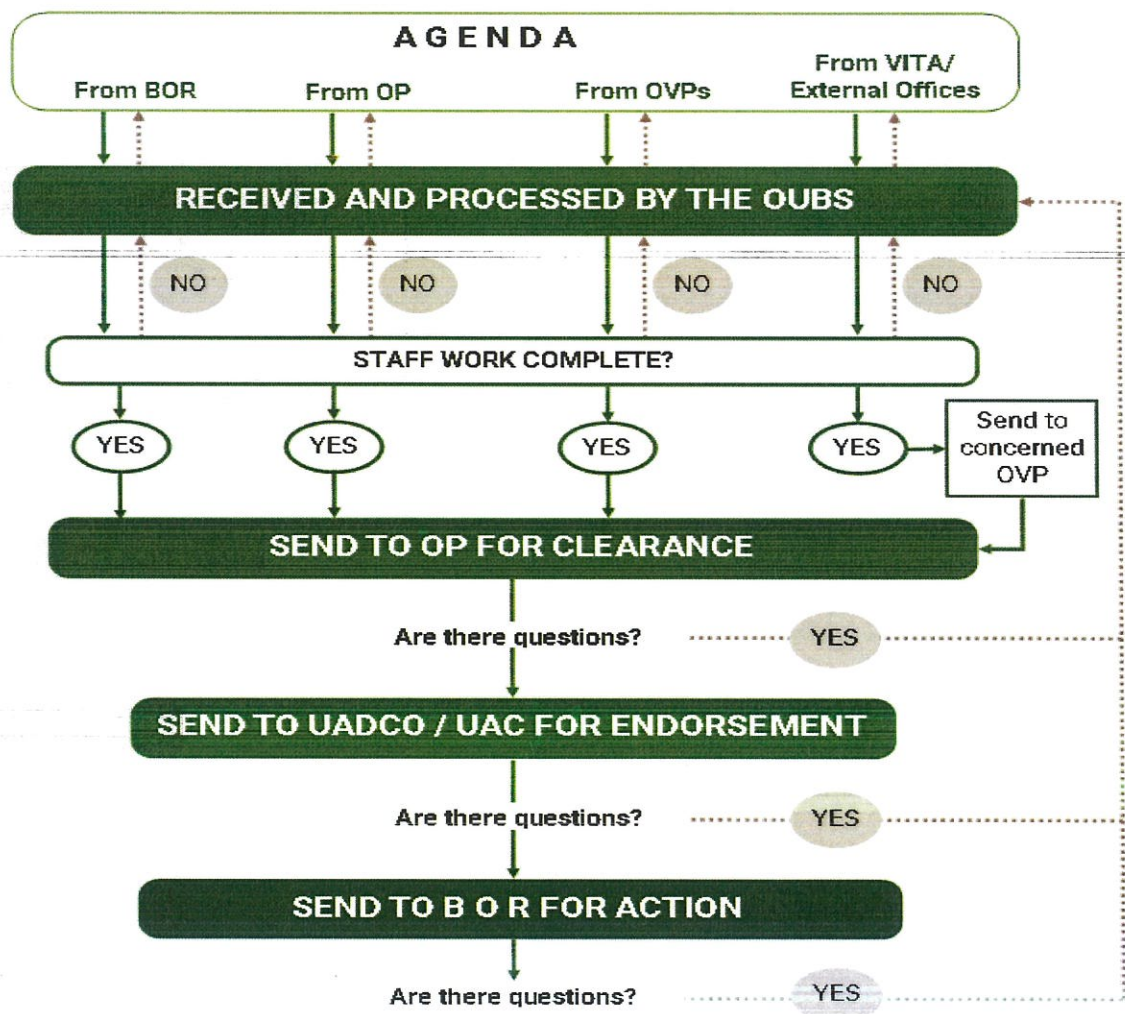 AGENDA
From BOR
From OP
From OVPs
From VITA/
External Offices
RECEIVED AND PROCESSED BY THE OUBS
NO
NO
NO
NO
STAFF WORK COMPLETE?
YES
YES
YES
YES
Send to
concerned
OVP
SEND TO OP FOR CLEARANCE
Are there questions?
YES
SEND TO UADCO / UAC FOR ENDORSEMENT
Are there questions?
YES
SEND TO B O R FOR ACTION
Are there questions?
YES